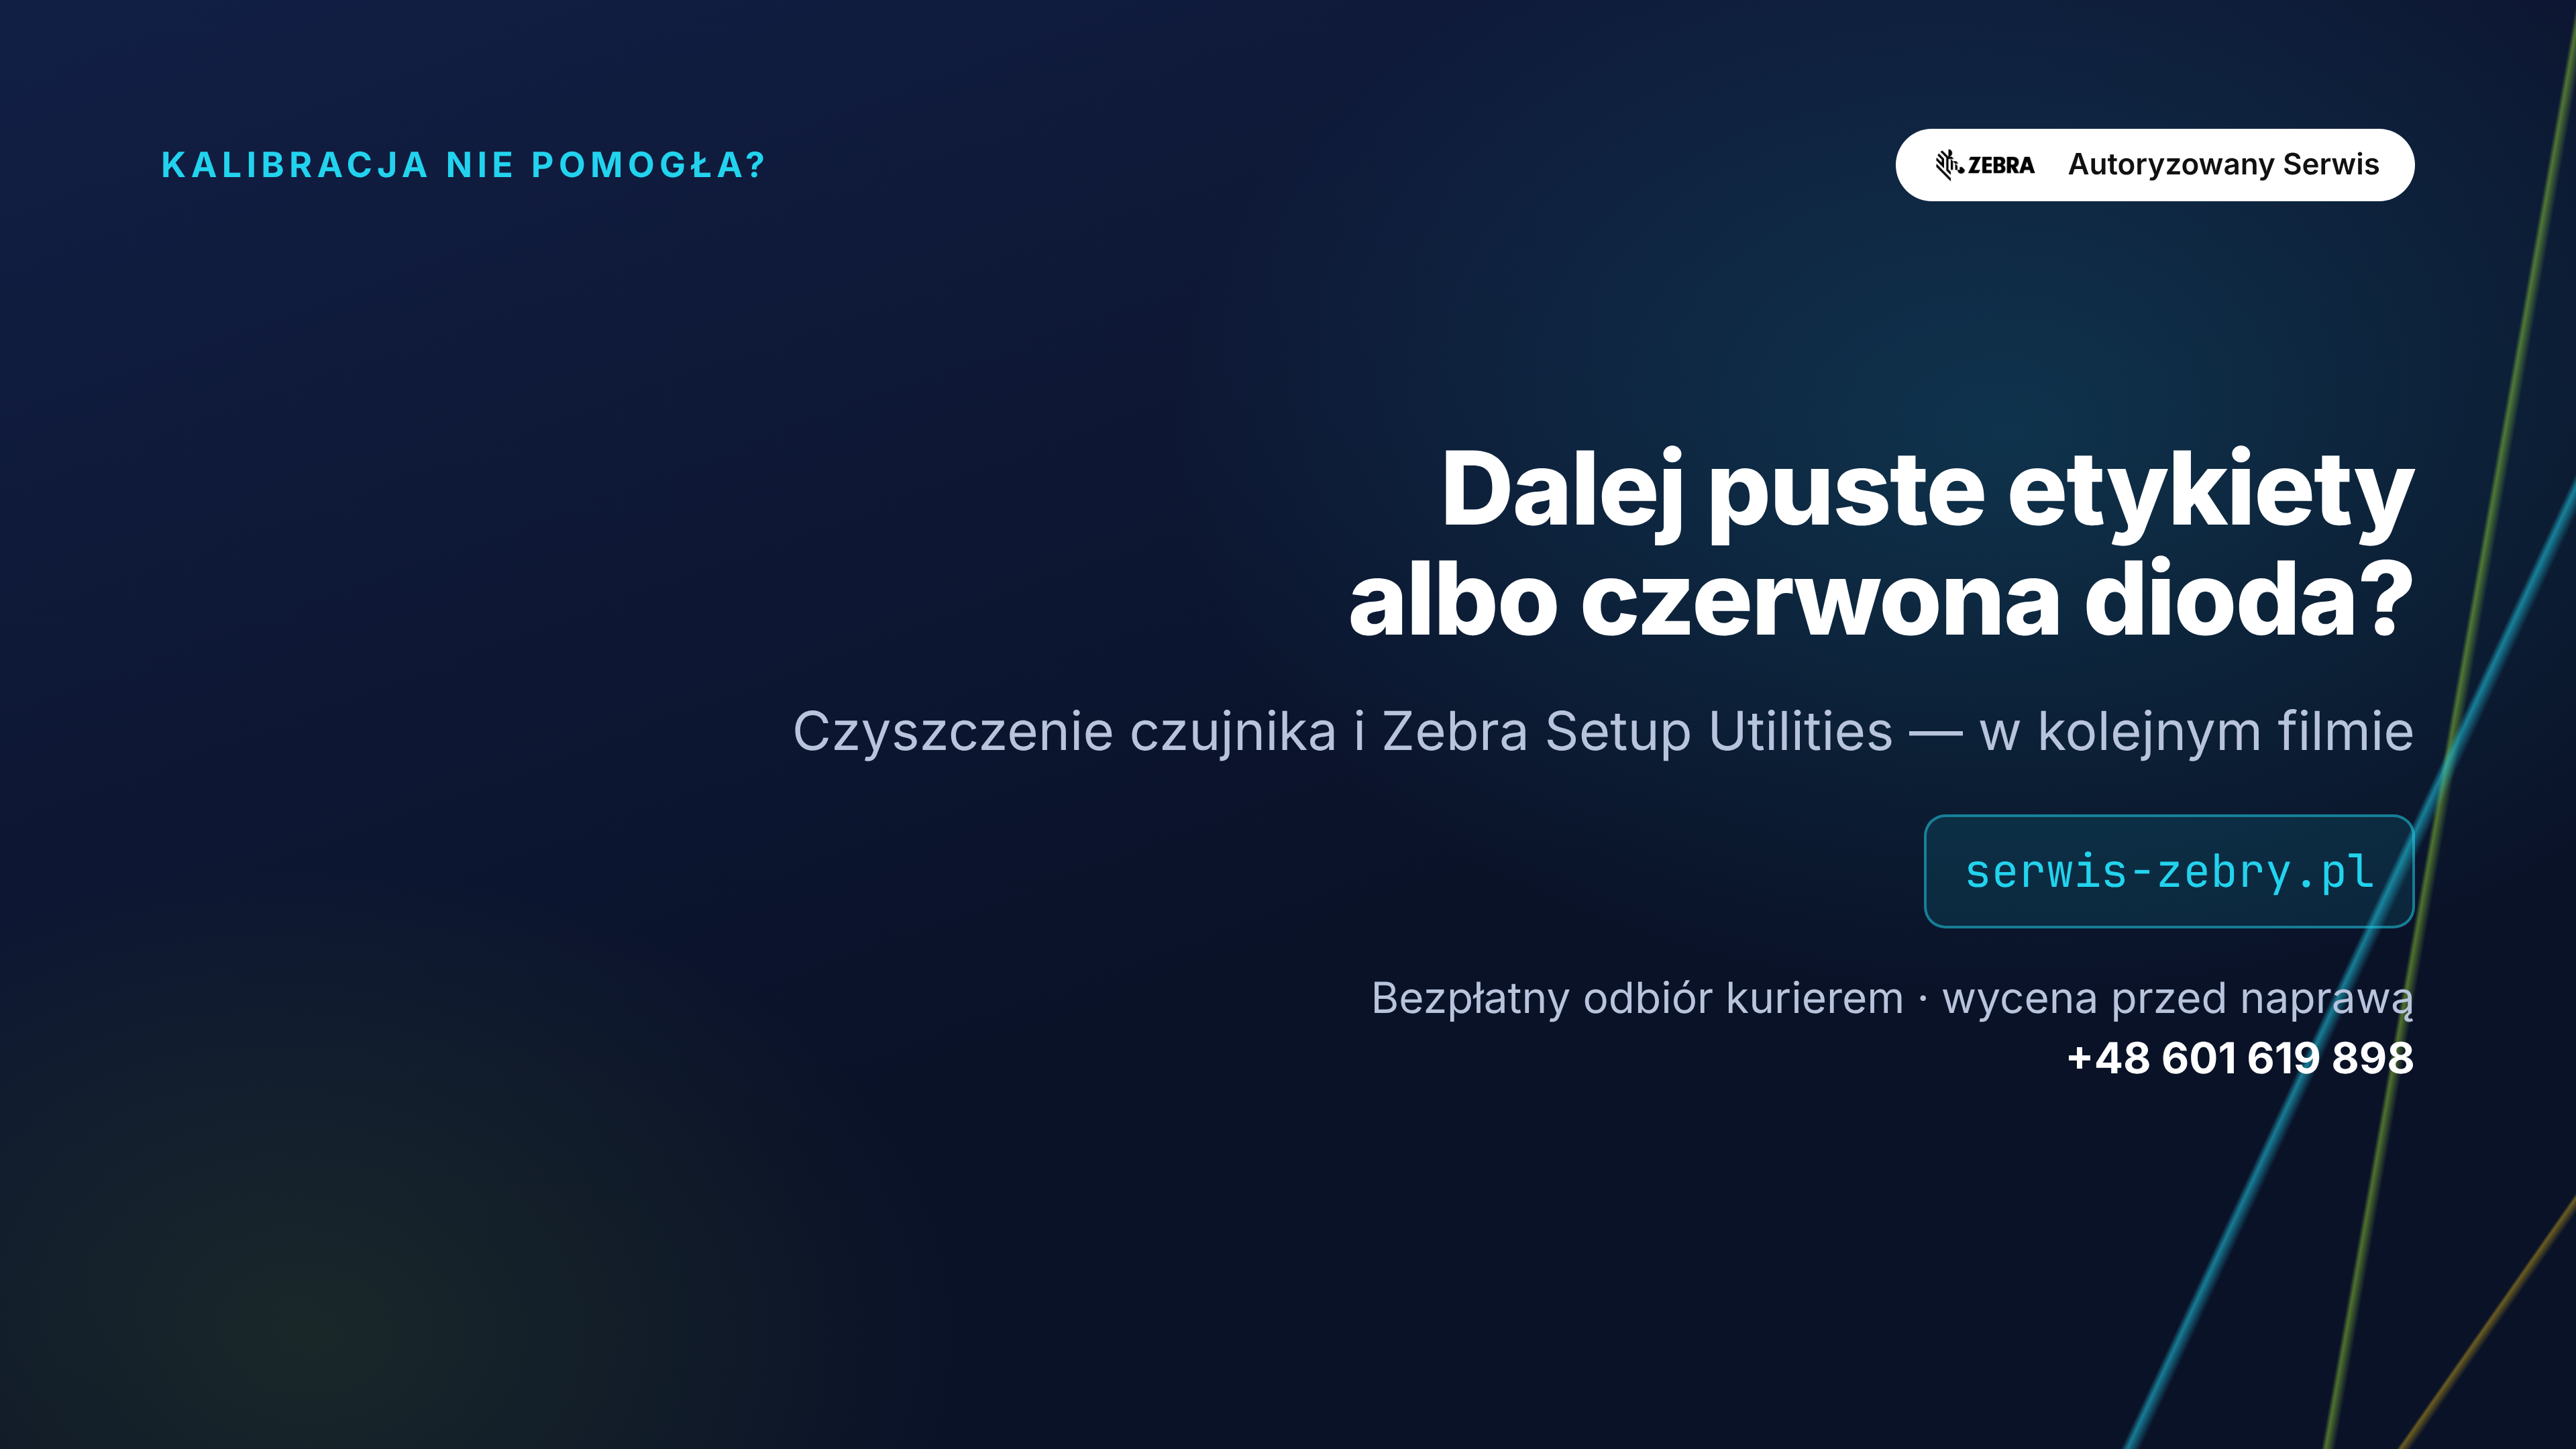 KALIBRACJA NIE POMOGŁA?
ZEBRA Autoryzowany Serwis
Dalej puste etykiety
albo czerwona dioda?
Czyszczenie czujnika i Zebra Setup Utilities — w kolejnym filmie
serwis-zebry.pl
Bezpłatny odbiór kurierem · wycena przed naprawą
+48 601 619 898